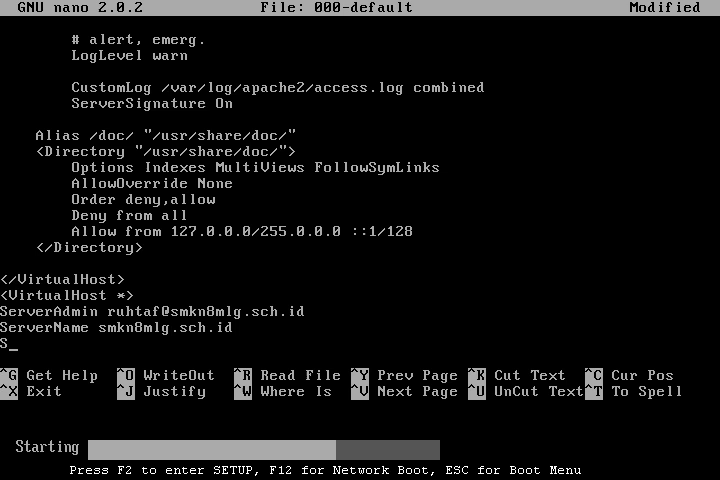 GNU nano 2.0.2 File: 000-default Modified
# alert, emerg.
LogLevel warn
CustomLog /var/log/apache2/access.log combined
ServerSignature On
Alias /doc/ "/usr/share/doc/"
<Directory "/usr/share/doc/">
Options Indexes MultiViews FollowSymLinks
AllowOverride None
Order deny,allow
Deny from all
Allow from 127.0.0.0/255.0.0.0 ::1/128
</Directory>
</VirtualHost>
<VirtualHost *>
ServerAdmin ruhtaf@smkn8mlg.sch.id
ServerName smkn8mlg.sch.id
S_
^G Get Help ^O WriteOut ^R Read File ^Y Prev Page ^K Cut Text ^C Cur Pos
^X Exit ^J Justify ^W Where Is ^V Next Page ^U UnCut Text ^T To Spell
Starting
Press F2 to enter SETUP, F12 for Network Boot, ESC for Boot Menu